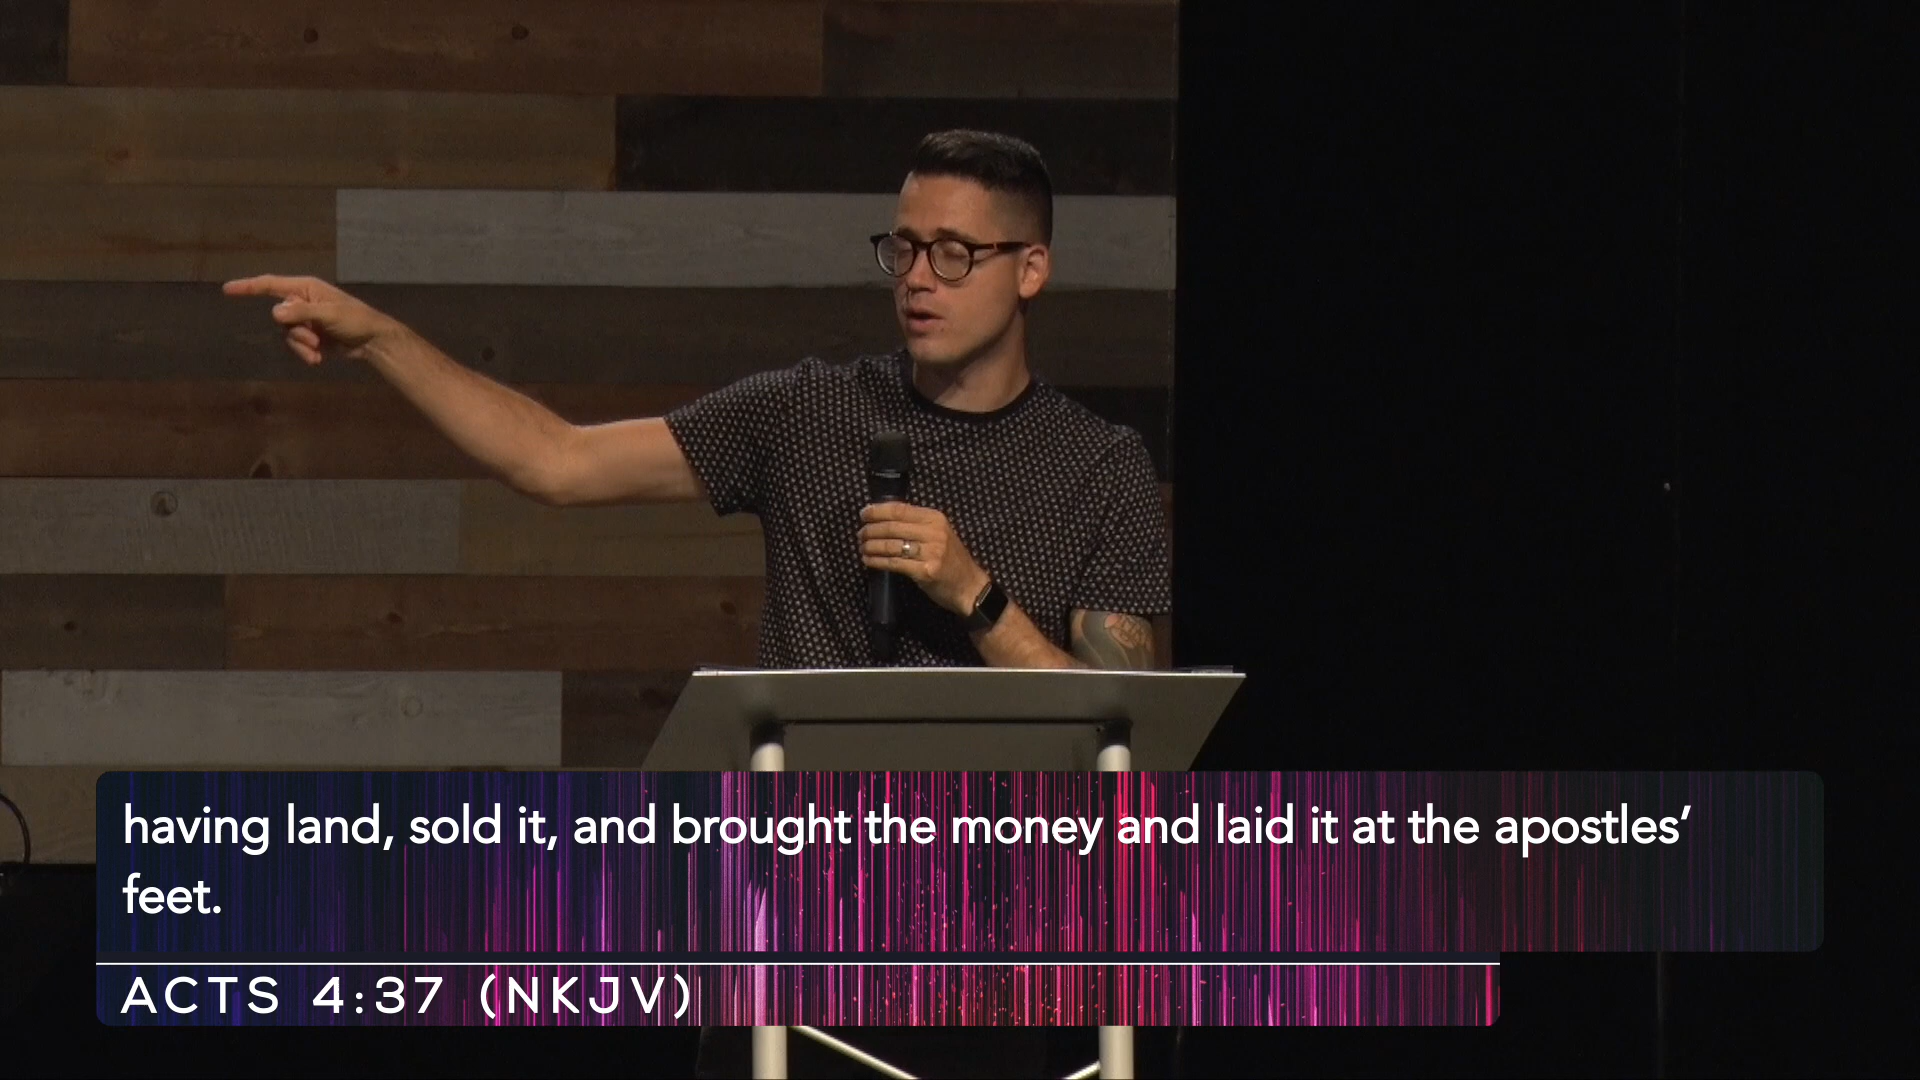 having land, sold it, and brought the money and laid it at the apostles’
feet.
ACTS 4:37 (NKJV)